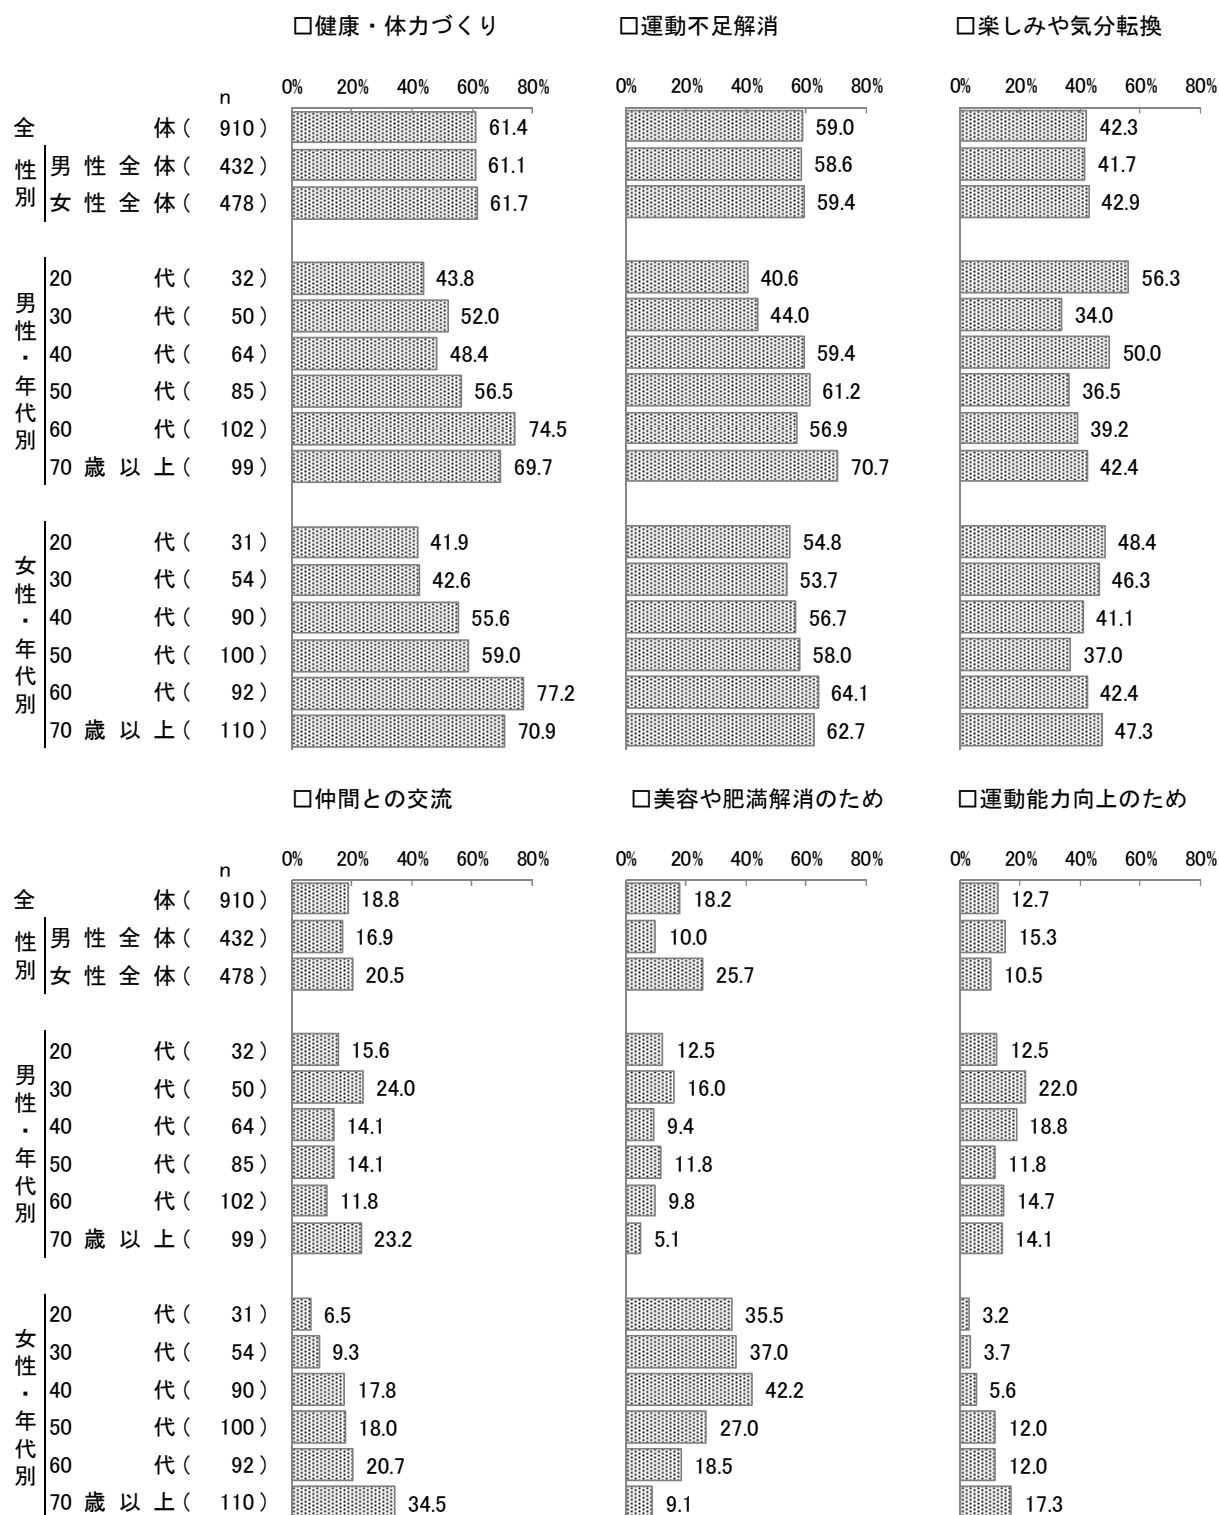 □健康・体力づくり □運動不足解消 □楽しみや気分転換
n 0% 20% 40% 60% 80% 0% 20% 40% 60% 80% 0% 20% 40% 60% 80%
全体( 910 ) 61.4 59.0 42.3
性別
男性全体( 432 ) 61.1 58.6 41.7
女性全体( 478 ) 61.7 59.4 42.9
男性・年代別
20代( 32 ) 43.8 40.6 56.3
30代( 50 ) 52.0 44.0 34.0
40代( 64 ) 48.4 59.4 50.0
50代( 85 ) 56.5 61.2 36.5
60代( 102 ) 74.5 56.9 39.2
70歳以上( 99 ) 69.7 70.7 42.4
女性・年代別
20代( 31 ) 41.9 54.8 48.4
30代( 54 ) 42.6 53.7 46.3
40代( 90 ) 55.6 56.7 41.1
50代( 100 ) 59.0 58.0 37.0
60代( 92 ) 77.2 64.1 42.4
70歳以上( 110 ) 70.9 62.7 47.3
□仲間との交流 □美容や肥満解消のため □運動能力向上のため
n 0% 20% 40% 60% 80% 0% 20% 40% 60% 80% 0% 20% 40% 60% 80%
全体( 910 ) 18.8 18.2 12.7
性別
男性全体( 432 ) 16.9 10.0 15.3
女性全体( 478 ) 20.5 25.7 10.5
男性・年代別
20代( 32 ) 15.6 12.5 12.5
30代( 50 ) 24.0 16.0 22.0
40代( 64 ) 14.1 9.4 18.8
50代( 85 ) 14.1 11.8 11.8
60代( 102 ) 11.8 9.8 14.7
70歳以上( 99 ) 23.2 5.1 14.1
女性・年代別
20代( 31 ) 6.5 35.5 3.2
30代( 54 ) 9.3 37.0 3.7
40代( 90 ) 17.8 42.2 5.6
50代( 100 ) 18.0 27.0 12.0
60代( 92 ) 20.7 18.5 12.0
70歳以上( 110 ) 34.5 9.1 17.3